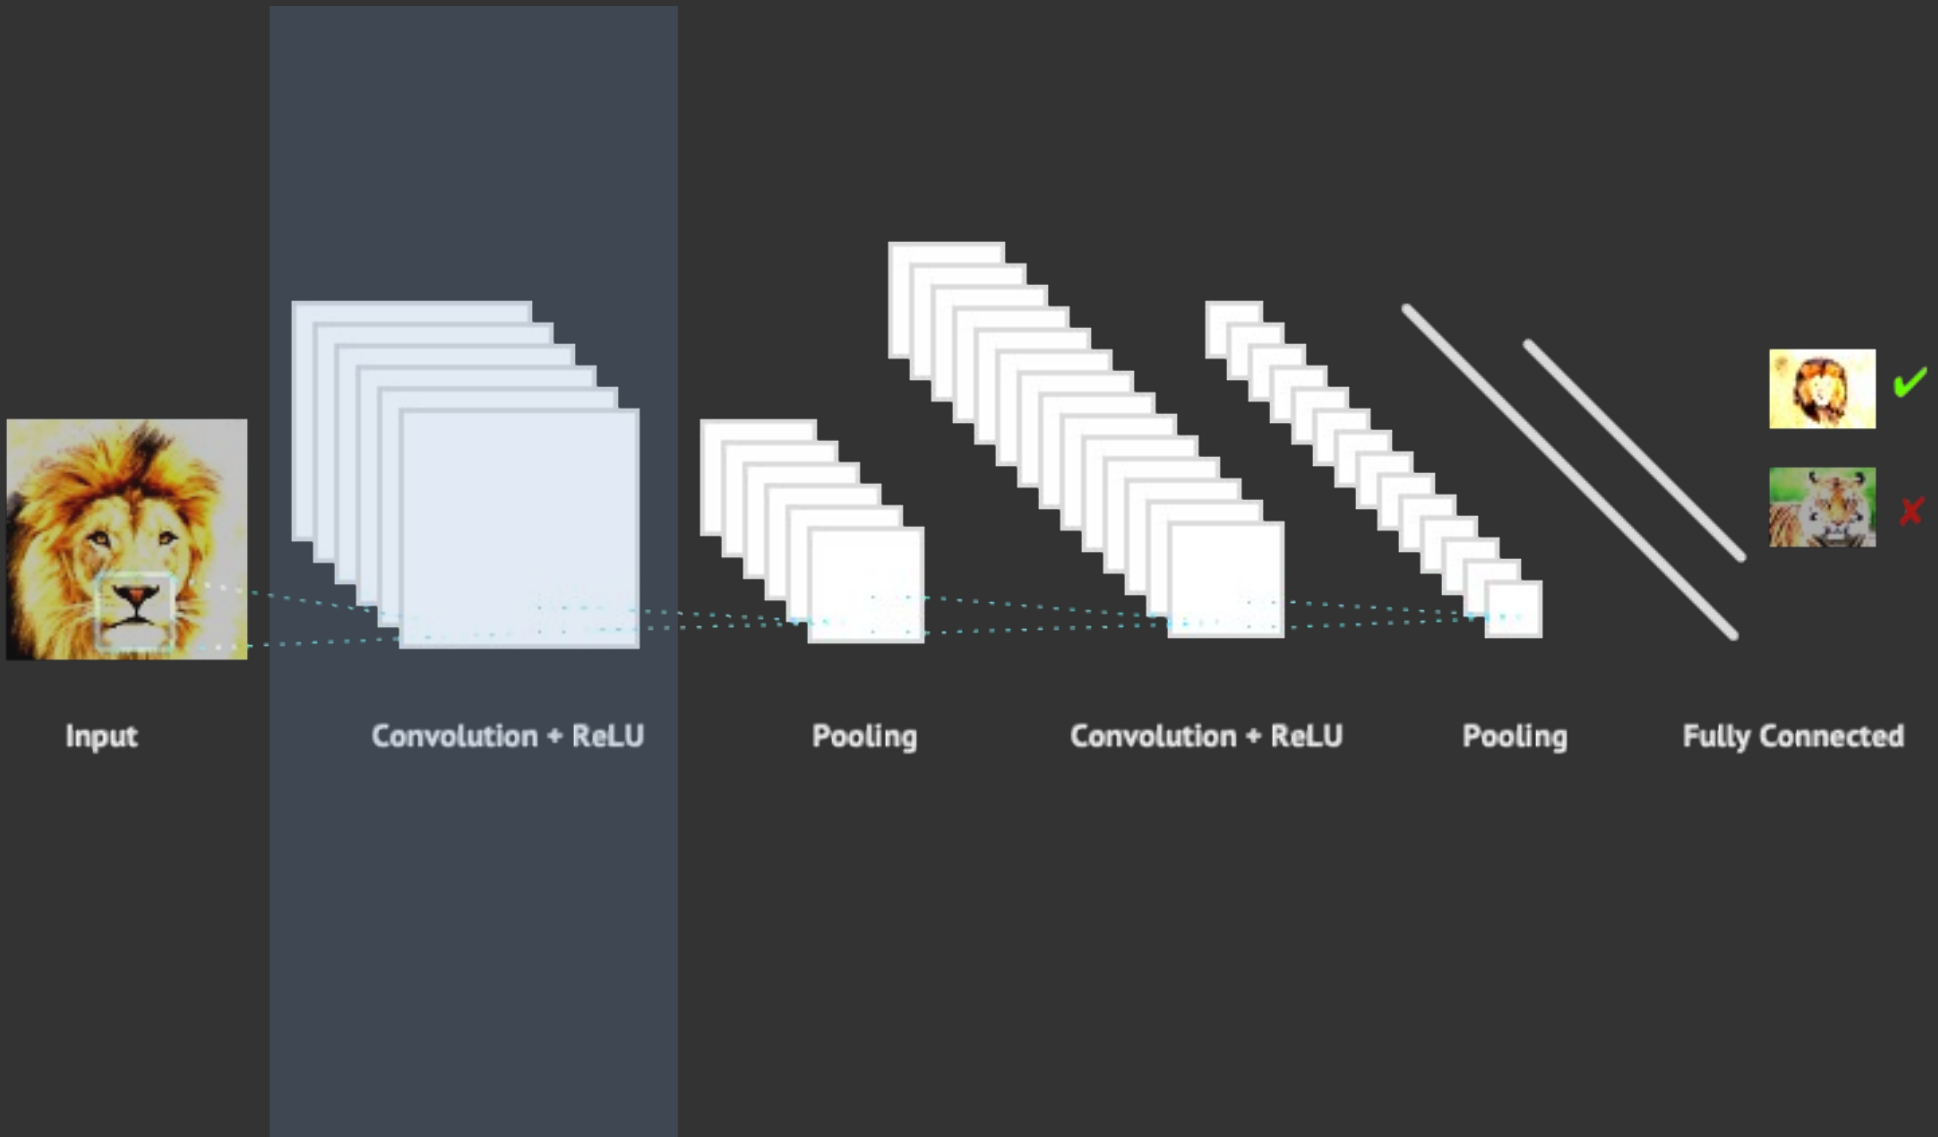 Input
Convolution + ReLU
Pooling
Convolution + ReLU
Pooling
Fully Connected